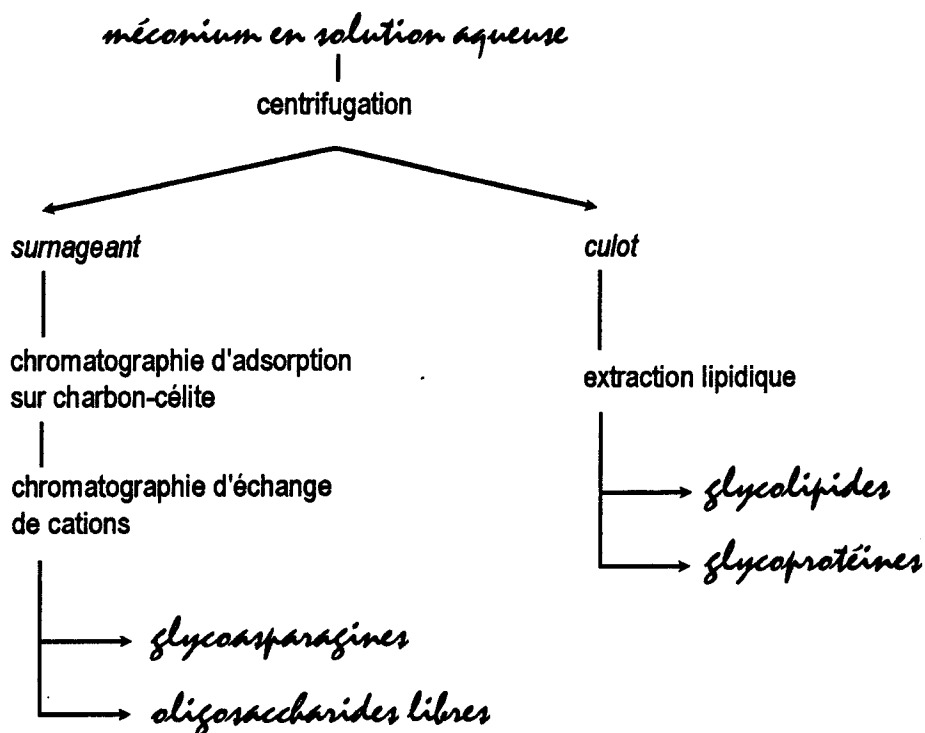 méconium en solution aqueuse
centrifugation
surnageant
culot
chromatographie d'adsorption
sur charbon-célite
extraction lipidique
chromatographie d'échange
de cations
glycolipides
glycoprotéines
glycoasparagines
oligosaccharides libres